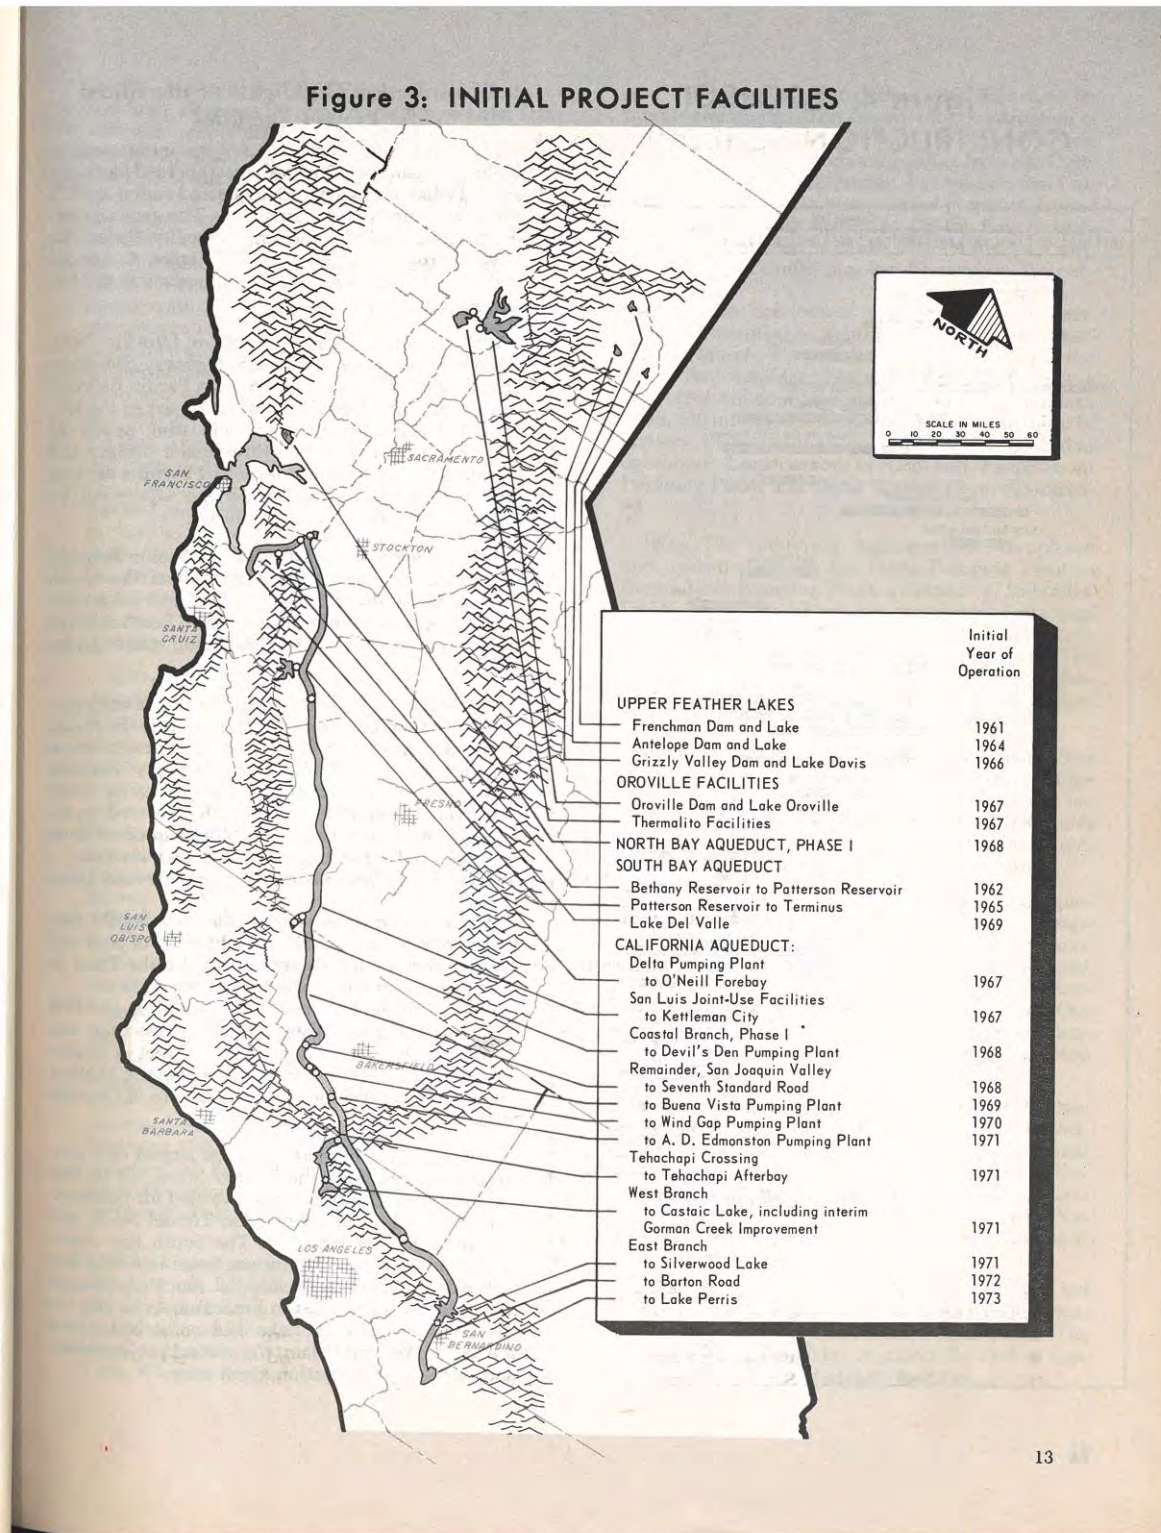 Figure 3: INITIAL PROJECT FACILITIES
NORTH
SCALE IN MILES
0 10 20 30 40 50 60
SACRAMENTO
SAN
FRANCISCO
STOCKTON
SANTA
CRUZ
FRESNO
SAN
LUIS
OBISPO
BAKERSFIELD
SANTA
BARBARA
LOS ANGELES
SAN
BERNARDINO
Initial
Year of
Operation
UPPER FEATHER LAKES
Frenchman Dam and Lake 1961
Antelope Dam and Lake 1964
Grizzly Valley Dam and Lake Davis 1966
OROVILLE FACILITIES
Oroville Dam and Lake Oroville 1967
Thermalito Facilities 1967
NORTH BAY AQUEDUCT, PHASE I 1968
SOUTH BAY AQUEDUCT
Bethany Reservoir to Patterson Reservoir 1962
Patterson Reservoir to Terminus 1965
Lake Del Valle 1969
CALIFORNIA AQUEDUCT:
Delta Pumping Plant
to O'Neill Forebay 1967
San Luis Joint-Use Facilities
to Kettleman City 1967
Coastal Branch, Phase I
to Devil's Den Pumping Plant 1968
Remainder, San Joaquin Valley
to Seventh Standard Road 1968
to Buena Vista Pumping Plant 1969
to Wind Gap Pumping Plant 1970
to A. D. Edmonston Pumping Plant 1971
Tehachapi Crossing
to Tehachapi Afterbay 1971
West Branch
to Castaic Lake, including interim
Gorman Creek Improvement 1971
East Branch
to Silverwood Lake 1971
to Barton Road 1972
to Lake Perris 1973
13